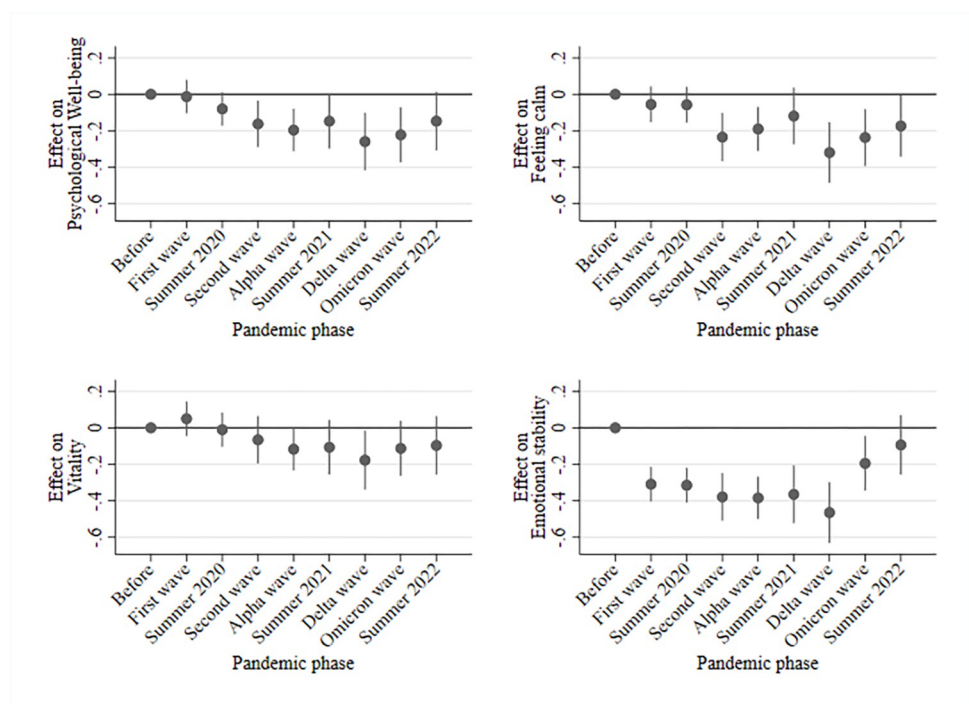 Effect on
Psychological Well-being
.2
0
-.2
-.4
-.6
Before
First wave
Summer 2020
Second wave
Alpha wave
Summer 2021
Delta wave
Omicron wave
Summer 2022
Pandemic phase
Effect on
Feeling calm
.2
0
-.2
-.4
-.6
Before
First wave
Summer 2020
Second wave
Alpha wave
Summer 2021
Delta wave
Omicron wave
Summer 2022
Pandemic phase
Effect on
Vitality
.2
0
-.2
-.4
-.6
Before
First wave
Summer 2020
Second wave
Alpha wave
Summer 2021
Delta wave
Omicron wave
Summer 2022
Pandemic phase
Effect on
Emotional stability
.2
0
-.2
-.4
-.6
Before
First wave
Summer 2020
Second wave
Alpha wave
Summer 2021
Delta wave
Omicron wave
Summer 2022
Pandemic phase